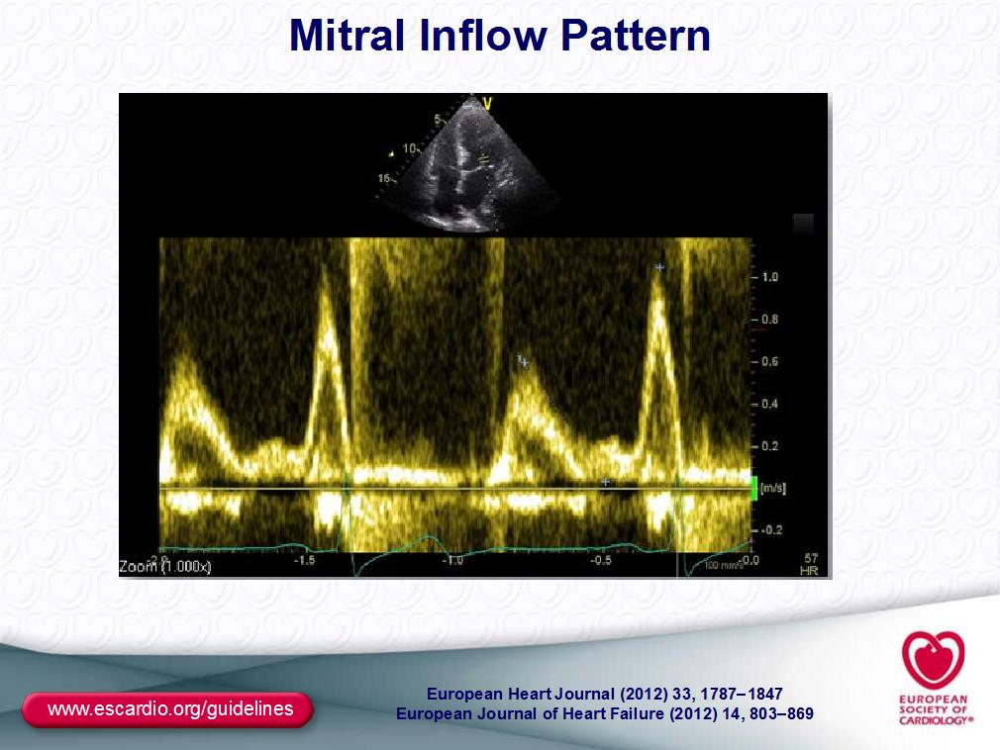 Mitral Inflow Pattern
V
5
10
15
1.0
0.8
0.6
0.4
0.2
[m/s]
-0.2
-1.5
-1.0
-0.5
0.0
100 mm/s
57
HR
Zoom (1.000x)
www.escardio.org/guidelines
European Heart Journal (2012) 33, 1787–1847
European Journal of Heart Failure (2012) 14, 803–869
EUROPEAN
SOCIETY OF
CARDIOLOGY®